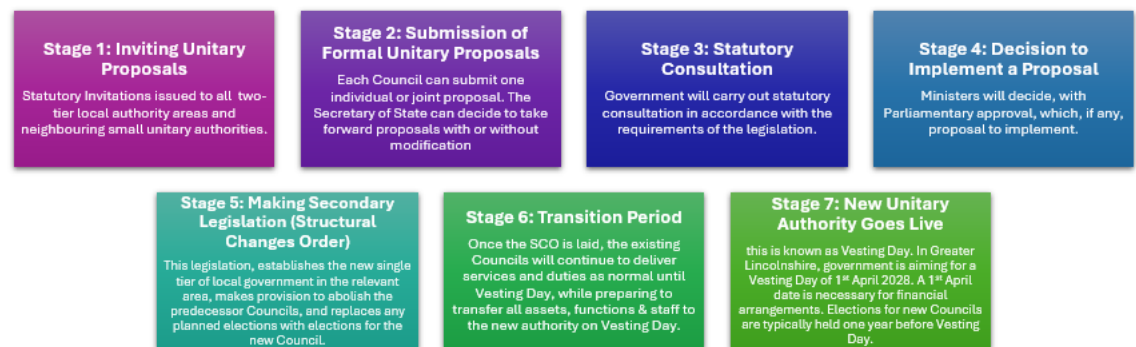 Stage 1: Inviting Unitary
Proposals
Statutory Invitations issued to all two-
tier local authority areas and
neighbouring small unitary authorities.
Stage 2: Submission of
Formal Unitary Proposals
Each Council can submit one
individual or joint proposal. The
Secretary of State can decide to take
forward proposals with or without
modification
Stage 3: Statutory
Consultation
Government will carry out statutory
consultation in accordance with the
requirements of the legislation.
Stage 4: Decision to
Implement a Proposal
Ministers will decide, with
Parliamentary approval, which, if any,
proposal to implement.
Stage 5: Making Secondary
Legislation (Structural
Changes Order)
This legislation, establishes the new single
tier of local government in the relevant
area, makes provision to abolish the
predecessor Councils, and replaces any
planned elections with elections for the
new Council.
Stage 6: Transition Period
Once the SCO is laid, the existing
Councils will continue to deliver
services and duties as normal until
Vesting Day, while preparing to
transfer all assets, functions & staff to
the new authority on Vesting Day.
Stage 7: New Unitary
Authority Goes Live
this is known as Vesting Day. In Greater
Lincolnshire, government is aiming for a
Vesting Day of 1st April 2028. A 1st April
date is necessary for financial
arrangements. Elections for new Councils
are typically held one year before Vesting
Day.